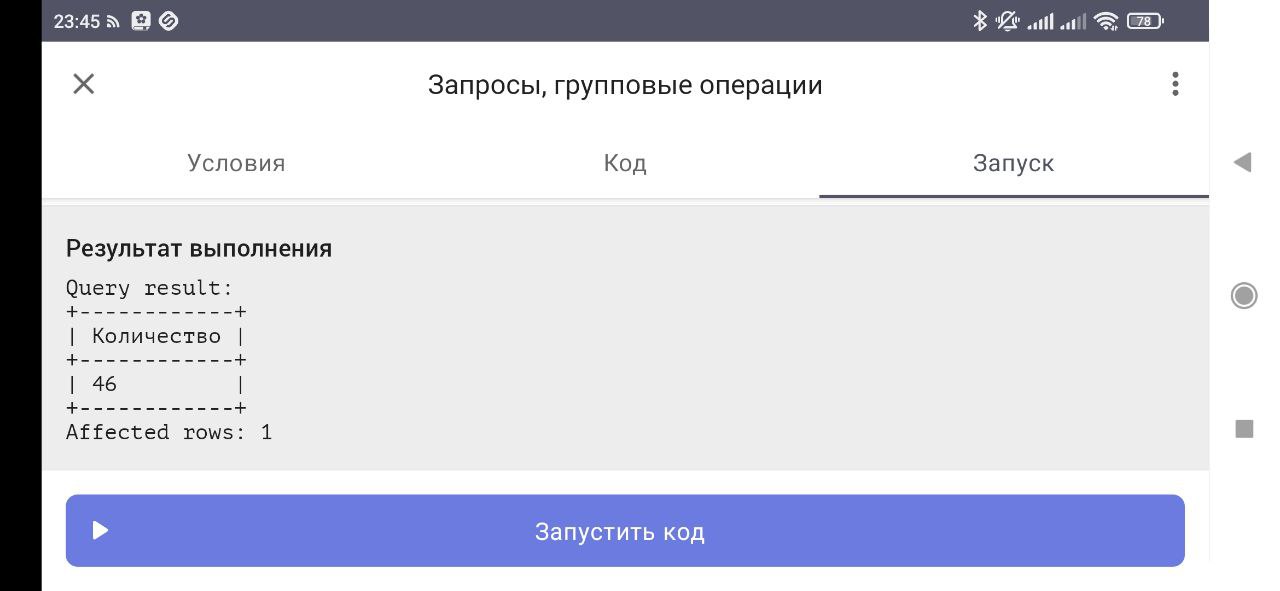 23:45
78
Запросы, групповые операции
Условия
Код
Запуск
Результат выполнения
Query result:
+------------+
| Количество |
+------------+
| 46         |
+------------+
Affected rows: 1
Запустить код